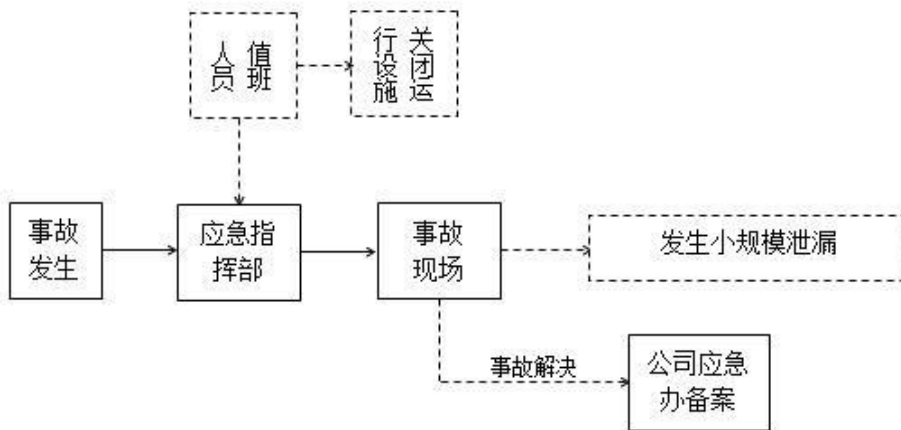 值班
人员
关闭运
行设施
事故
发生
应急指
挥部
事故
现场
发生小规模泄漏
事故解决
公司应急
办备案